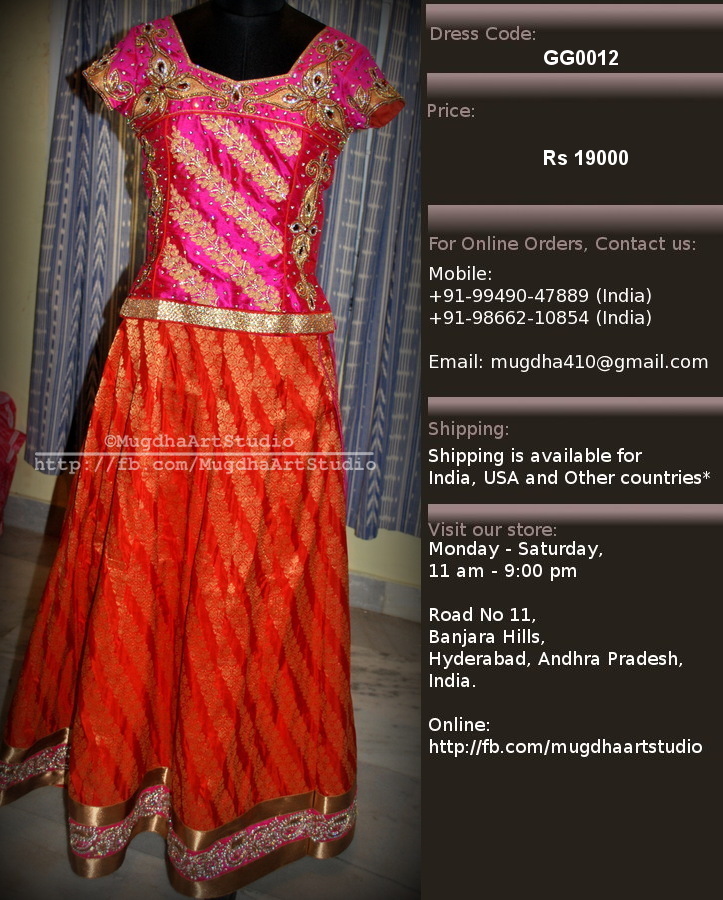 ©MugdhaArtStudio
http://fb.com/MugdhaArtStudio
Dress Code:
GG0012
Price:
Rs 19000
For Online Orders, Contact us:
Mobile:
+91-99490-47889 (India)
+91-98662-10854 (India)
Email: mugdha410@gmail.com
Shipping:
Shipping is available for
India, USA and Other countries*
Visit our store:
Monday - Saturday,
11 am - 9:00 pm
Road No 11,
Banjara Hills,
Hyderabad, Andhra Pradesh,
India.
Online:
http://fb.com/mugdhaartstudio